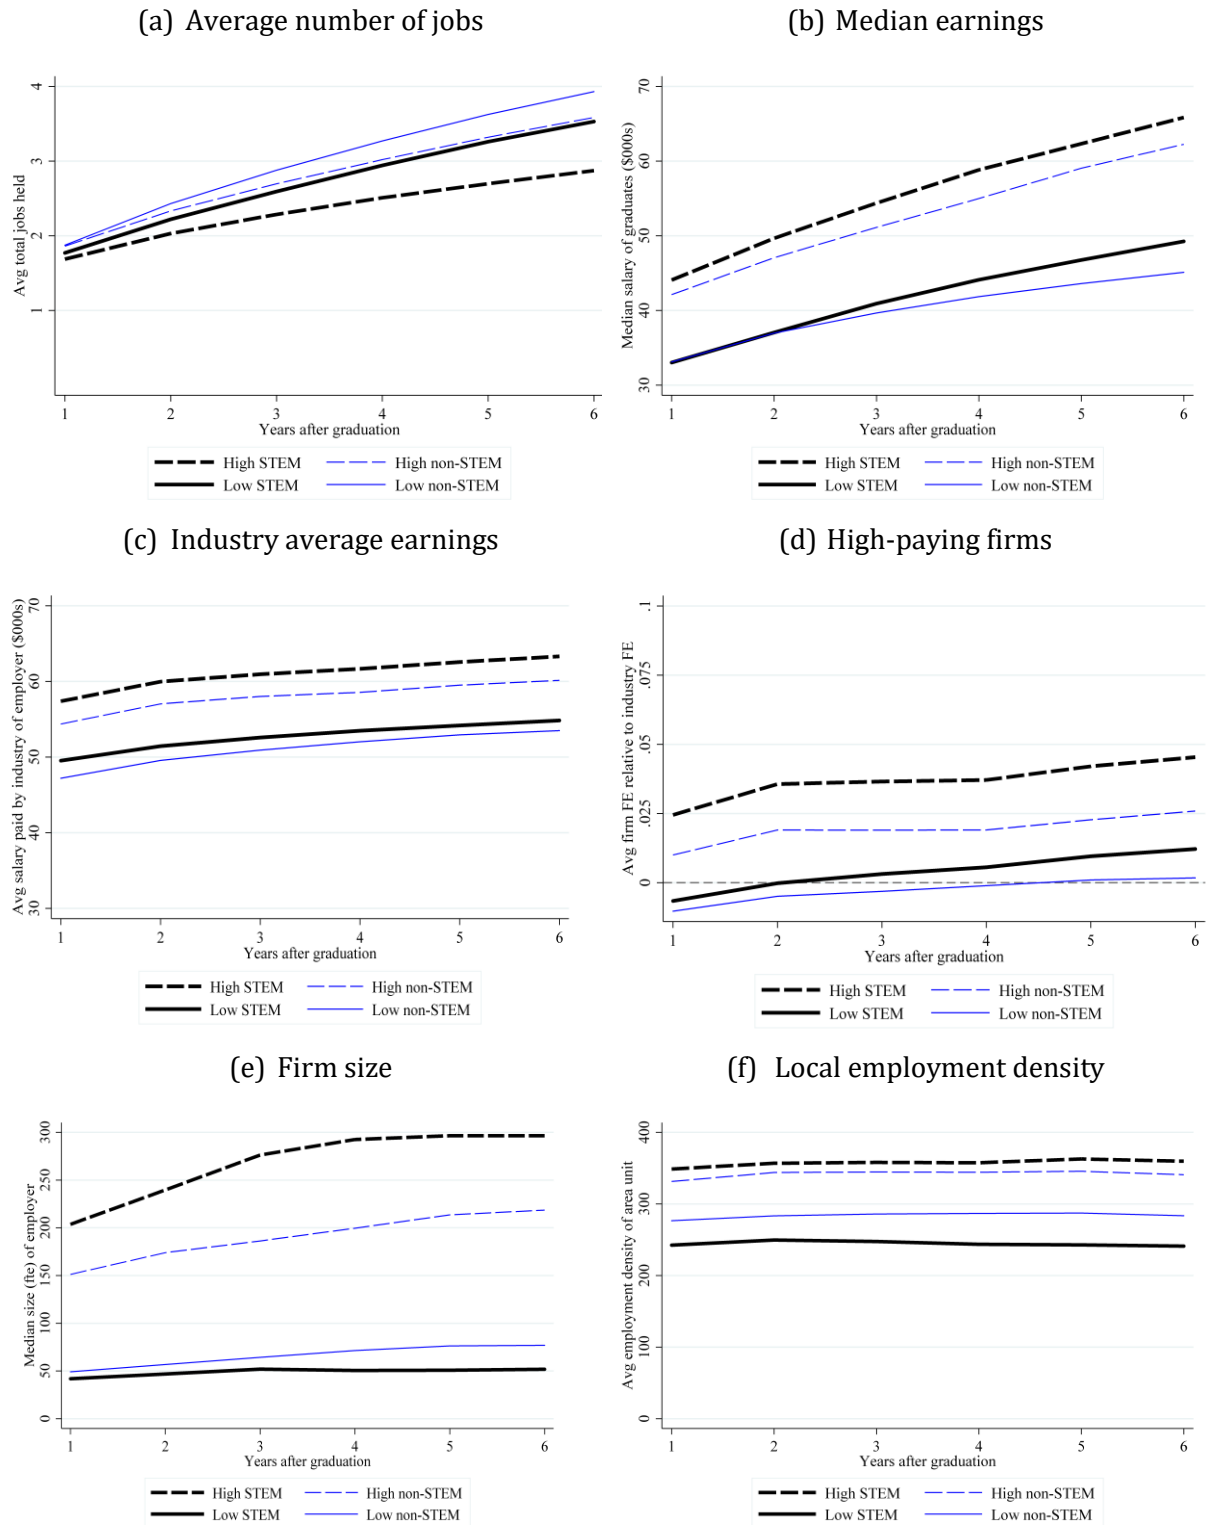 (a) Average number of jobs
(b) Median earnings
Avg total jobs held
4
3
2
1
1 2 3 4 5 6
Years after graduation
High STEM High non-STEM
Low STEM Low non-STEM
Median salary of graduates ($000s)
70
60
50
40
30
1 2 3 4 5 6
Years after graduation
High STEM High non-STEM
Low STEM Low non-STEM
(c) Industry average earnings
(d) High-paying firms
Avg salary paid by industry of employer ($000s)
70
60
50
40
30
1 2 3 4 5 6
Years after graduation
High STEM High non-STEM
Low STEM Low non-STEM
Avg firm FE relative to industry FE
.1
.075
.05
.025
0
1 2 3 4 5 6
Years after graduation
High STEM High non-STEM
Low STEM Low non-STEM
(e) Firm size
(f) Local employment density
Median size (fte) of employer
300
250
200
150
100
50
0
1 2 3 4 5 6
Years after graduation
High STEM High non-STEM
Low STEM Low non-STEM
Avg employment density of area unit
400
300
200
100
0
1 2 3 4 5 6
Years after graduation
High STEM High non-STEM
Low STEM Low non-STEM